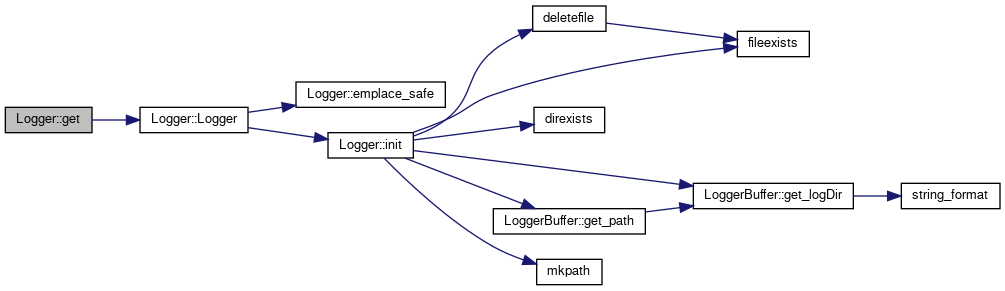 Logger::get
Logger::Logger
Logger::emplace_safe
Logger::init
deletefile
fileexists
direxists
LoggerBuffer::get_logDir
string_format
LoggerBuffer::get_path
mkpath